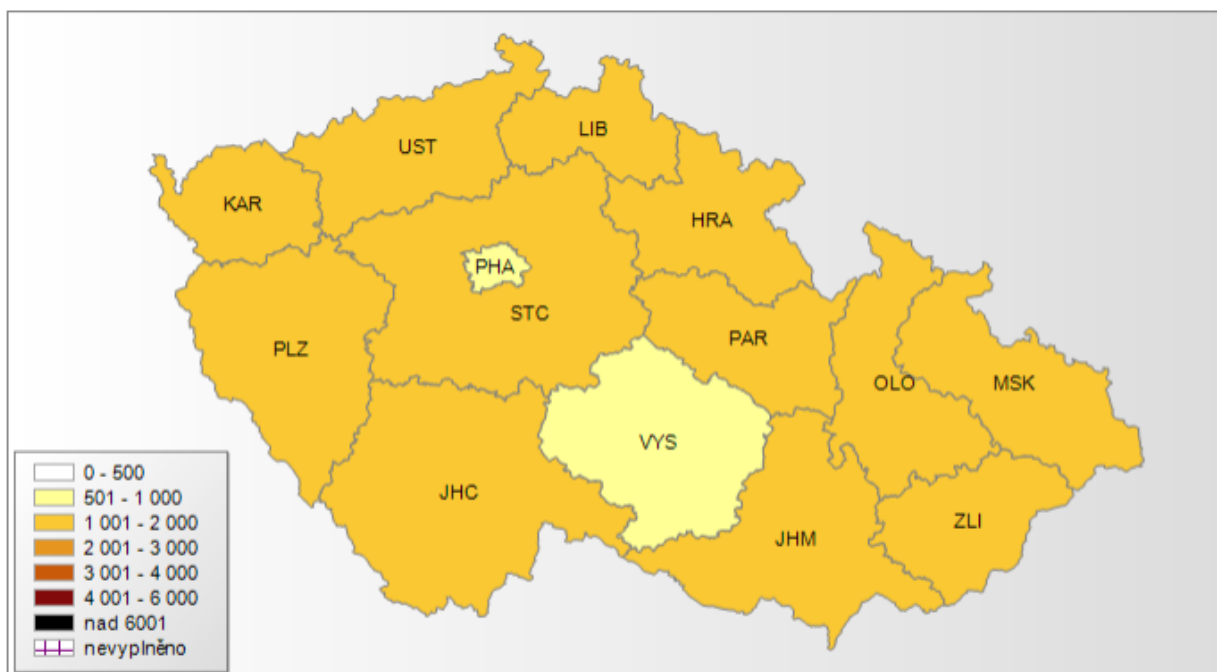 LIB
UST
KAR
HRA
PHA
STC
PAR
PLZ
OLO
MSK
VYS
JHC
ZLI
JHM
0 - 500
501 - 1 000
1 001 - 2 000
2 001 - 3 000
3 001 - 4 000
4 001 - 6 000
nad 6001
nevyplněno